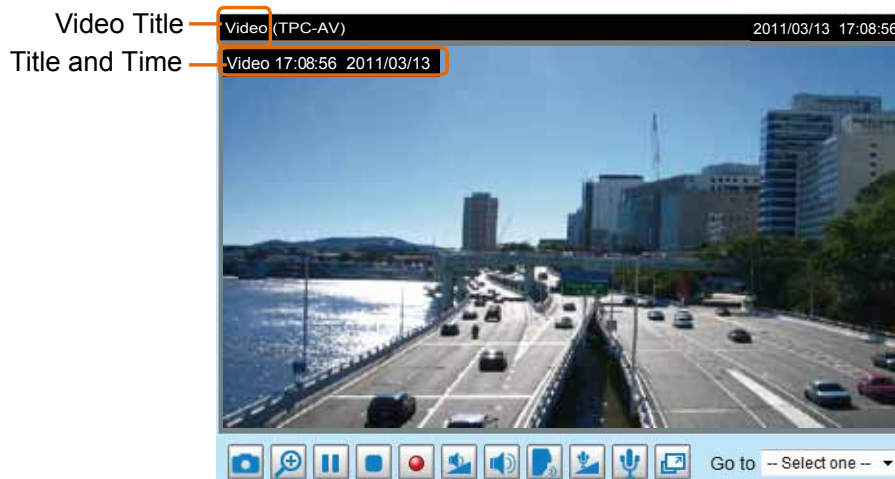 Video Title
Video (TPC-AV) 2011/03/13 17:08:56
Title and Time
Video 17:08:56 2011/03/13
Go to -- Select one --